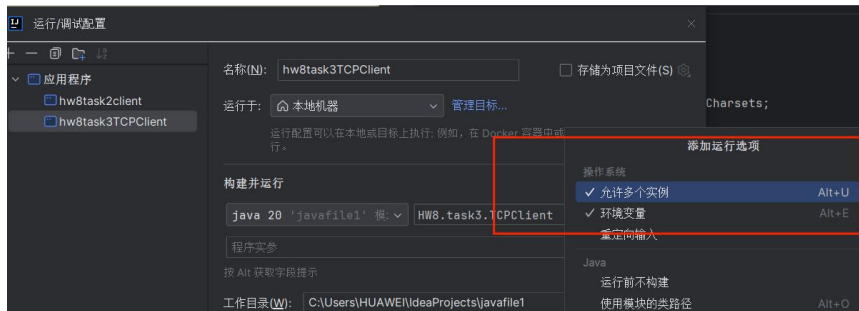 运行/调试配置
应用程序
hw8task2client
hw8task3TCPClient
名称(N): hw8task3TCPClient
存储为项目文件(S)
运行于: 本地机器 管理目标...
运行配置可以在本地或目标上执行: 例如，在 Docker 容器中或
行。
构建并运行
java 20 'javafile1' 模: HW8.task3.TCPClient
程序实参
按 Alt 获取字段提示
工作目录(W): C:\Users\HUAWEI\IdeaProjects\javafile1
Charsets;
添加运行选项
操作系统
允许多个实例 Alt+U
环境变量 Alt+E
重定向输入
Java
运行前不构建
使用模块的类路径 Alt+O